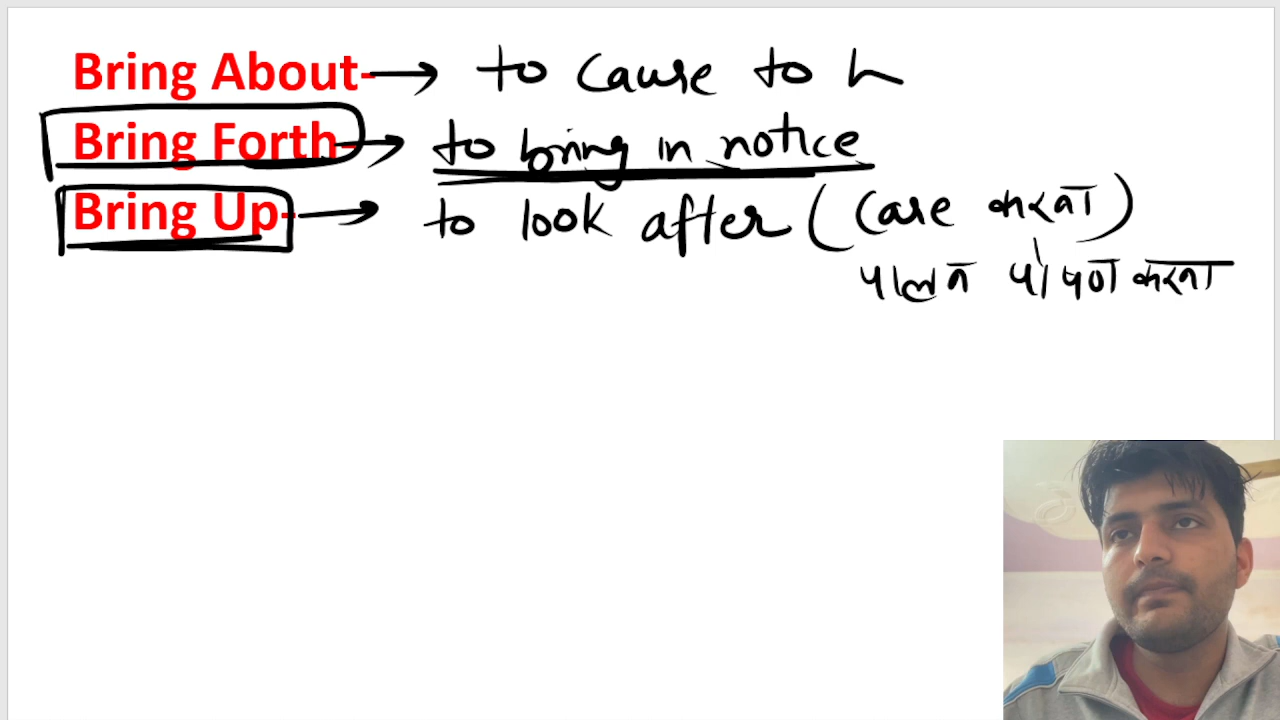 Bring About- → to cause to h
Bring Forth- → to bring in notice
Bring Up- → to look after (Care करना)
पालन पोषण करना